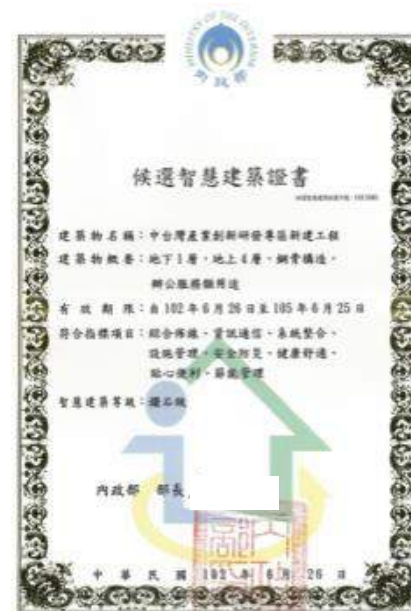 MINISTRY OF THE INTERIOR
內政部
候選智慧建築證書
建築物名稱：中台灣產業創新研發專區新建工程
建築物概要：地下1層，地上4層，鋼骨構造，
辦公服務類用途
有效期限：自102年6月26日至105年6月25日
符合指標項目：綜合佈線、資訊通信、系統整合、
設施管理、安全防災、健康舒適、
貼心便利、節能管理
智慧建築等級：鑽石級
內政部 部長
中華民國 102 年 6 月 26 日